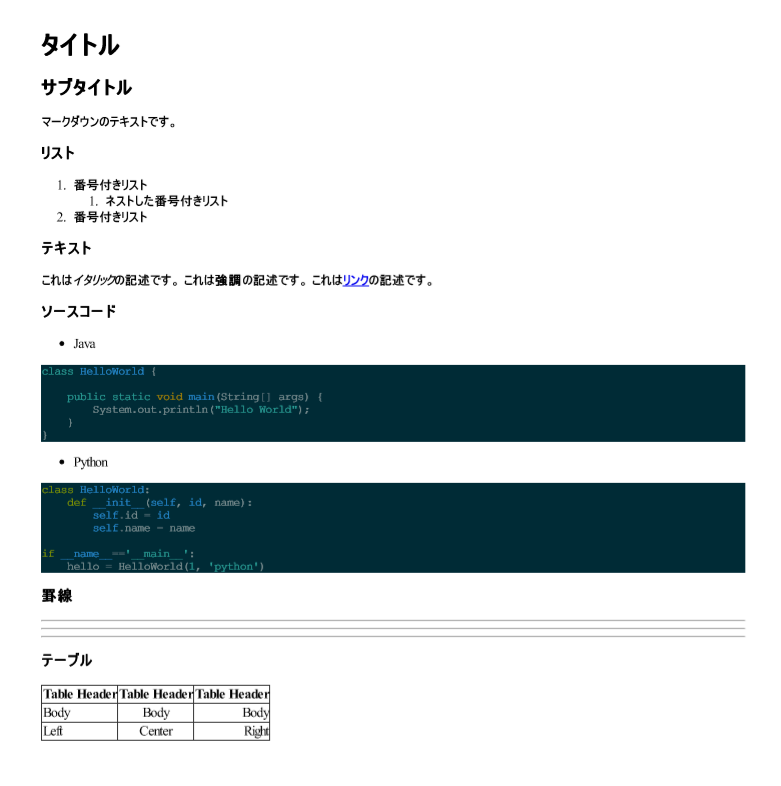 タイトル
サブタイトル
マークダウンのテキストです。
リスト
1. 番号付きリスト
1. ネストした番号付きリスト
2. 番号付きリスト
テキスト
これはイタリックの記述です。これは強調の記述です。これはリンクの記述です。
ソースコード
• Java
class HelloWorld {
public static void main(String[] args) {
System.out.println("Hello World");
}
}
• Python
class HelloWorld:
def __init__(self, id, name):
self.id = id
self.name = name
if __name__=='__main__':
hello = HelloWorld(1, 'python')
罫線
テーブル
Table Header Table Header Table Header
Body Body Body
Left Center Right